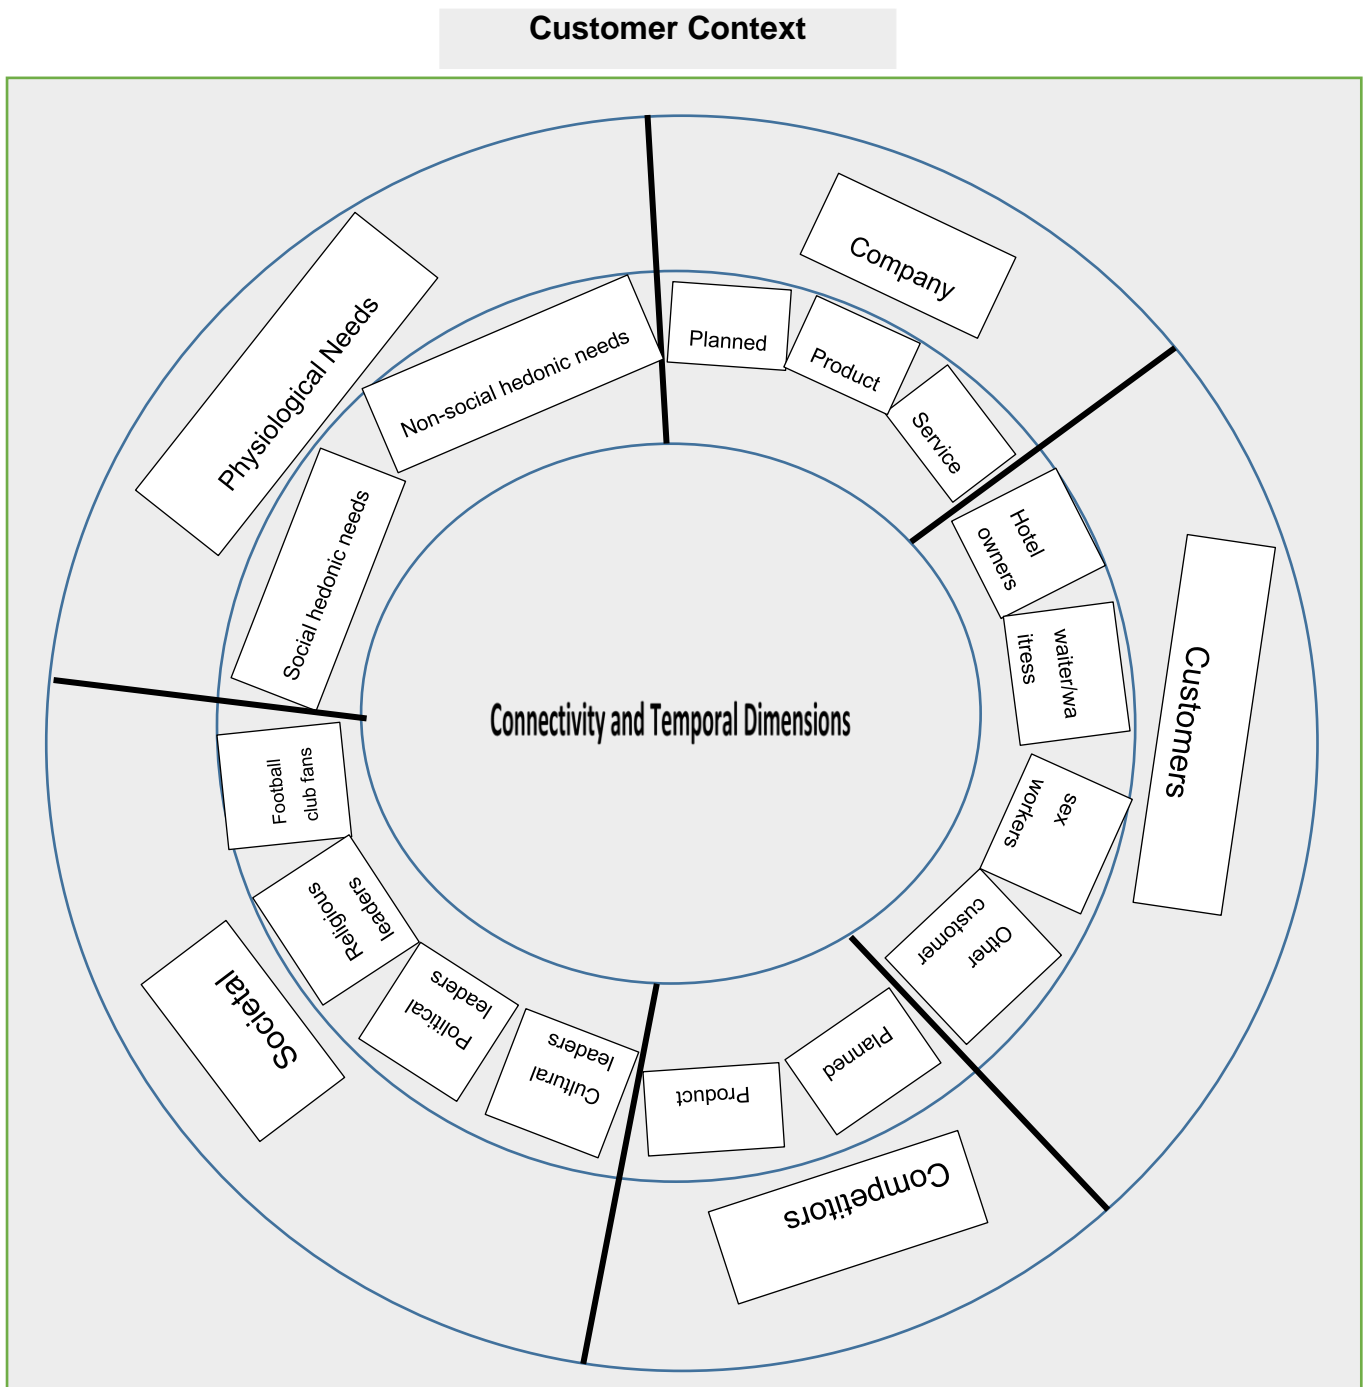 Customer Context
Company
Planned
Product
Service
Customers
Hotel
owners
waiter/wa
itress
sex
workers
Other
customer
Competitors
Planned
Product
Societal
Cultural
leaders
Political
leaders
Religious
leaders
Football
club fans
Physiological Needs
Social hedonic needs
Non-social hedonic needs
Connectivity and Temporal Dimensions